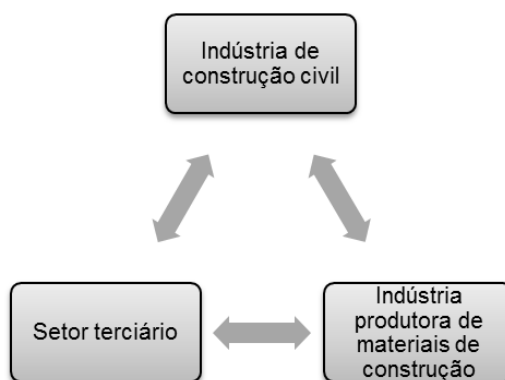 Indústria de
construção civil
Setor terciário
Indústria
produtora de
materiais de
construção